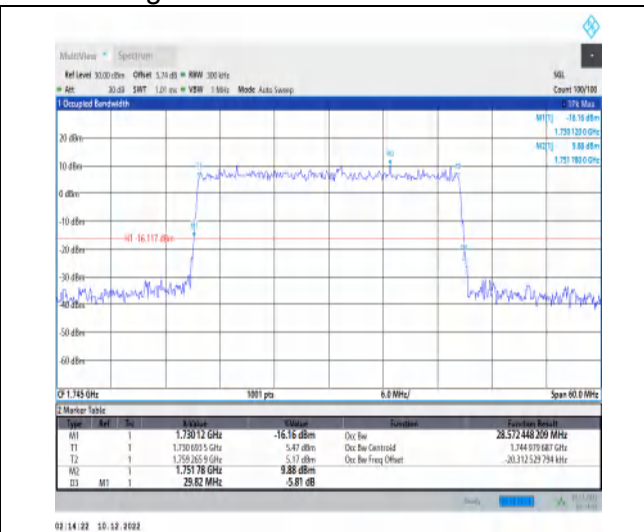 MultiView Spectrum
Ref Level 30.00 dBm Offset 5.74 dB RBW 300 kHz SGL
Att 30 dB SWT 1.01 ms VBW 1 MHz Mode Auto Sweep Count 100/100
1 Occupied Bandwidth 1Pk Max
M1[1] -16.16 dBm
1.730 120 0 GHz
M2[1] 9.88 dBm
1.751 780 0 GHz
20 dBm
10 dBm
0 dBm
-10 dBm
H1 -16.117 dBm
-20 dBm
-30 dBm
-40 dBm
-50 dBm
-60 dBm
CF 1.745 GHz 1001 pts 6.0 MHz/ Span 60.0 MHz
2 Marker Table
Type Ref Trc X-Value Y-Value Function Function Result
M1 1 1.73012 GHz -16.16 dBm Occ Bw 28.572 448 209 MHz
T1 1 1.730 693 5 GHz 5.47 dBm Occ Bw Centroid 1.744 979 687 GHz
T2 1 1.759 265 9 GHz 5.17 dBm Occ Bw Freq Offset -20.312 529 794 kHz
M2 1 1.75178 GHz 9.88 dBm
D3 M1 1 29.82 MHz -5.81 dB
02:14:22 10.12.2022